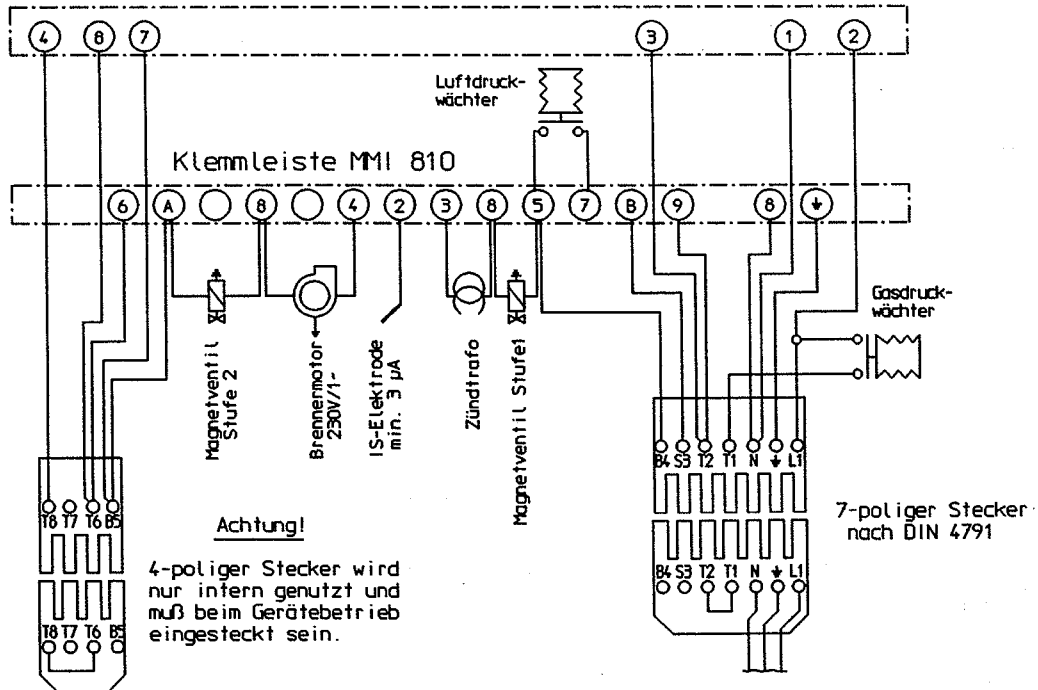 4 8 7 3 1 2
Luftdruck-
wächter
Klemmleiste MMI 810
6 A 8 4 2 3 8 5 7 B 9 8
Gasdruck-
wächter
Magnetventil
Stufe 2
Brennermotor
230V/1~
IS-Elektrode
min. 3 µA
Zündtrafo
Magnetventil Stufe1
B4 S3 T2 T1 N L1
T8 T7 T6 B5
7-poliger Stecker
nach DIN 4791
Achtung!
4-poliger Stecker wird
nur intern genutzt und
muß beim Gerätebetrieb
eingesteckt sein.
B4 S3 T2 T1 N L1
T8 T7 T6 B5